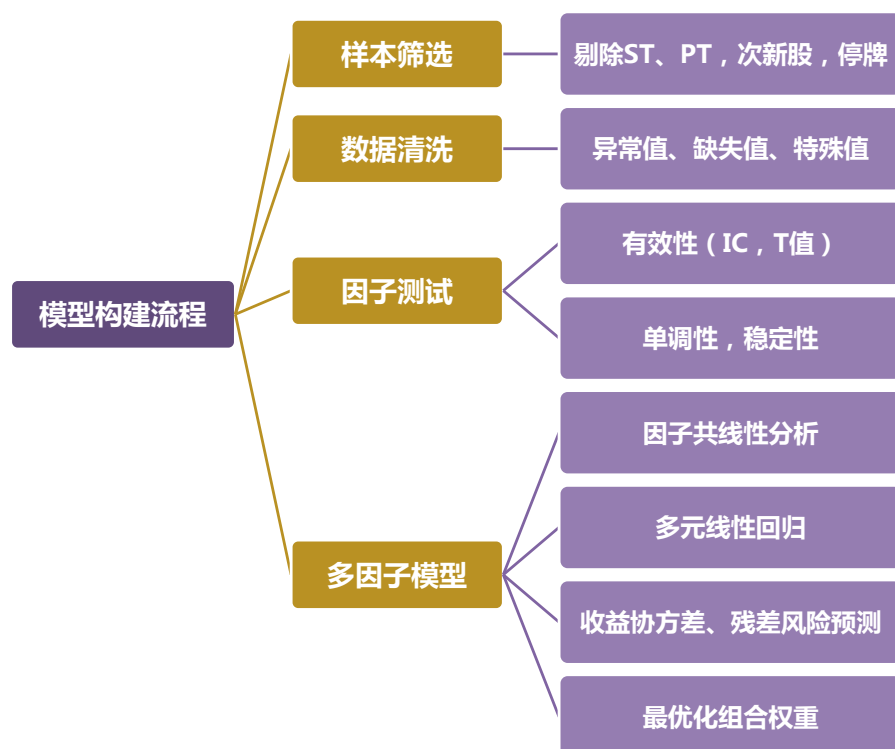 模型构建流程
样本筛选
剔除ST、PT，次新股，停牌
数据清洗
异常值、缺失值、特殊值
因子测试
有效性（IC，T值）
单调性，稳定性
多因子模型
因子共线性分析
多元线性回归
收益协方差、残差风险预测
最优化组合权重